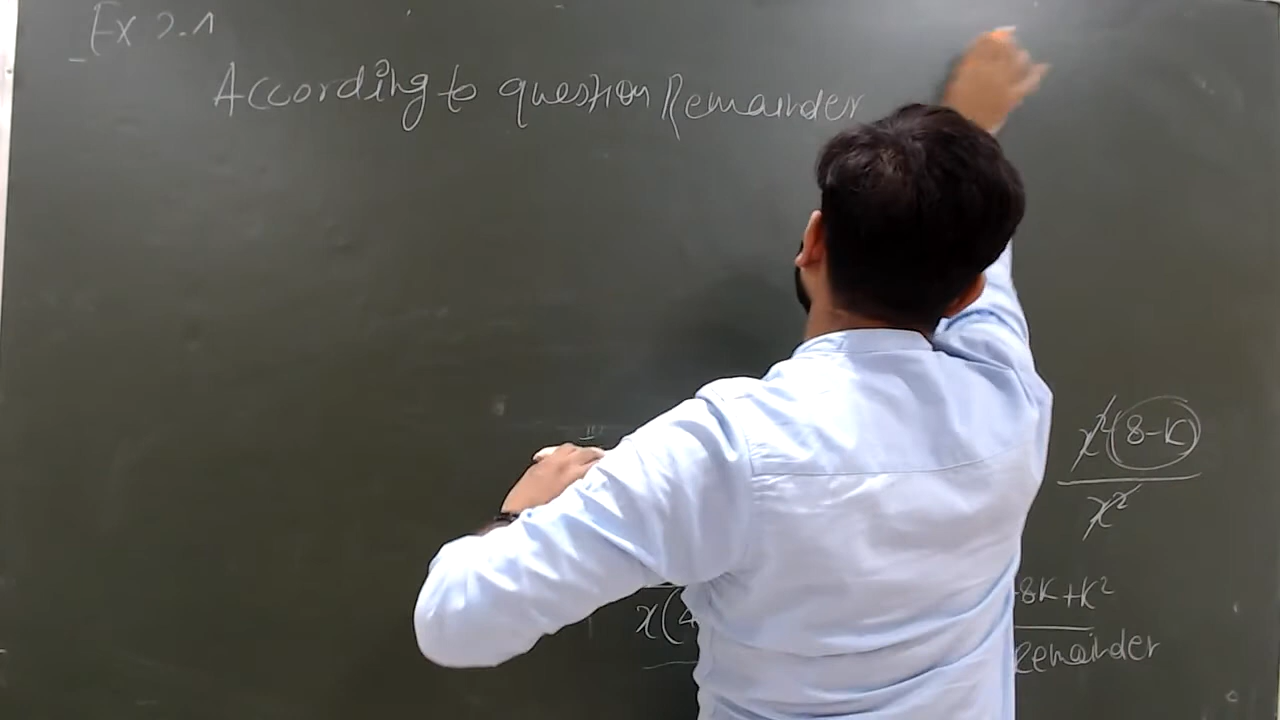 Ex 2.1
According to question Remainder
x²(8-K)
x²
8K+K²
x(4
Remainder